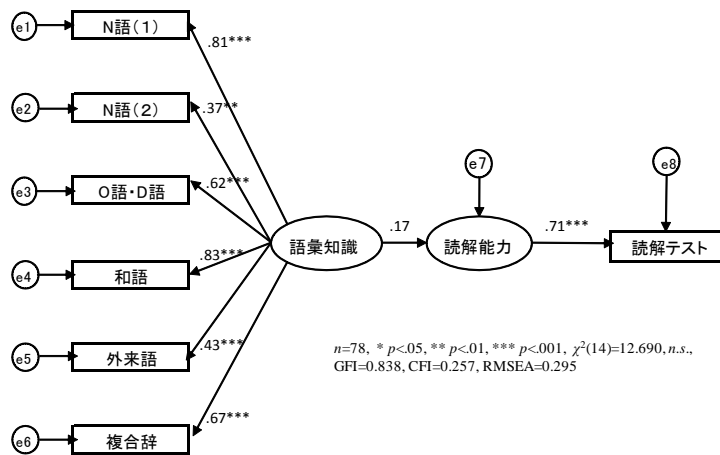 e1
N語(1)
.81***
e2
N語(2)
.37**
e3
O語・D語
.62***
e4
和語
.83***
e5
外来語
.43***
e6
複合辞
.67***
語彙知識
.17
e7
読解能力
.71***
e8
読解テスト
n=78, * p<.05, ** p<.01, *** p<.001, χ²(14)=12.690, n.s.,
GFI=0.838, CFI=0.257, RMSEA=0.295